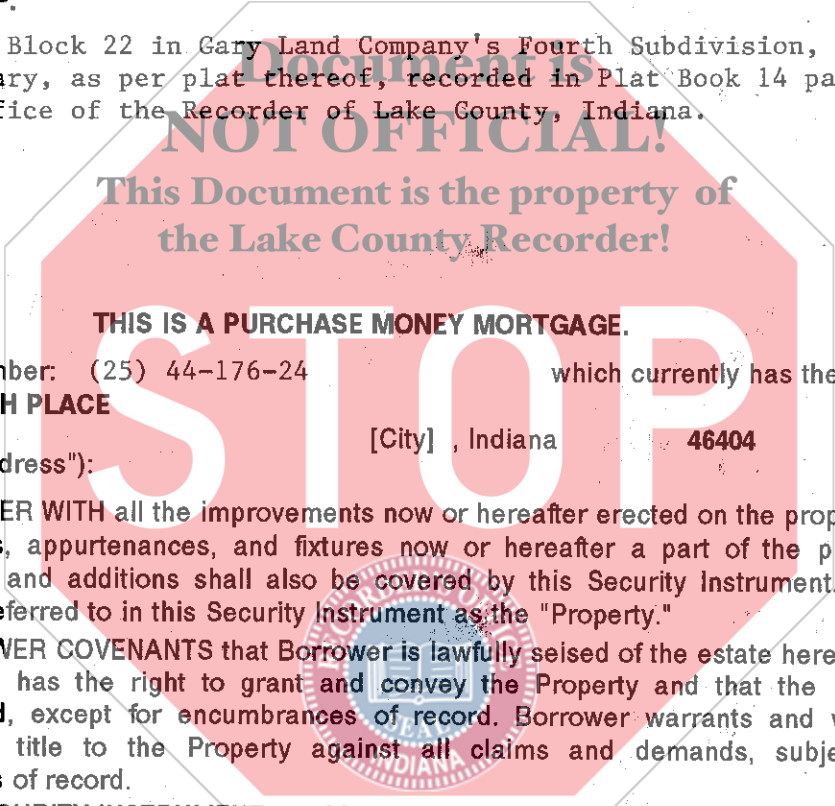 Block 22 in Gary Land Company's Fourth Subdivision,
ary, as per plat thereof, recorded in Plat Book 14 pa
fice of the Recorder of Lake County, Indiana.
Document is
NOT OFFICIAL!
This Document is the property of
the Lake County Recorder!
STOP
THIS IS A PURCHASE MONEY MORTGAGE.
nber: (25) 44-176-24 which currently has the
H PLACE
[City] , Indiana 46404
dress"):
ER WITH all the improvements now or hereafter erected on the prop
s, appurtenances, and fixtures now or hereafter a part of the p
and additions shall also be covered by this Security Instrument.
eferred to in this Security Instrument as the "Property."
WER COVENANTS that Borrower is lawfully seised of the estate here
has the right to grant and convey the Property and that the
d, except for encumbrances of record. Borrower warrants and
title to the Property against all claims and demands, subje
s of record.
RECORDER'S OFFICE
SEAL
INDIANA